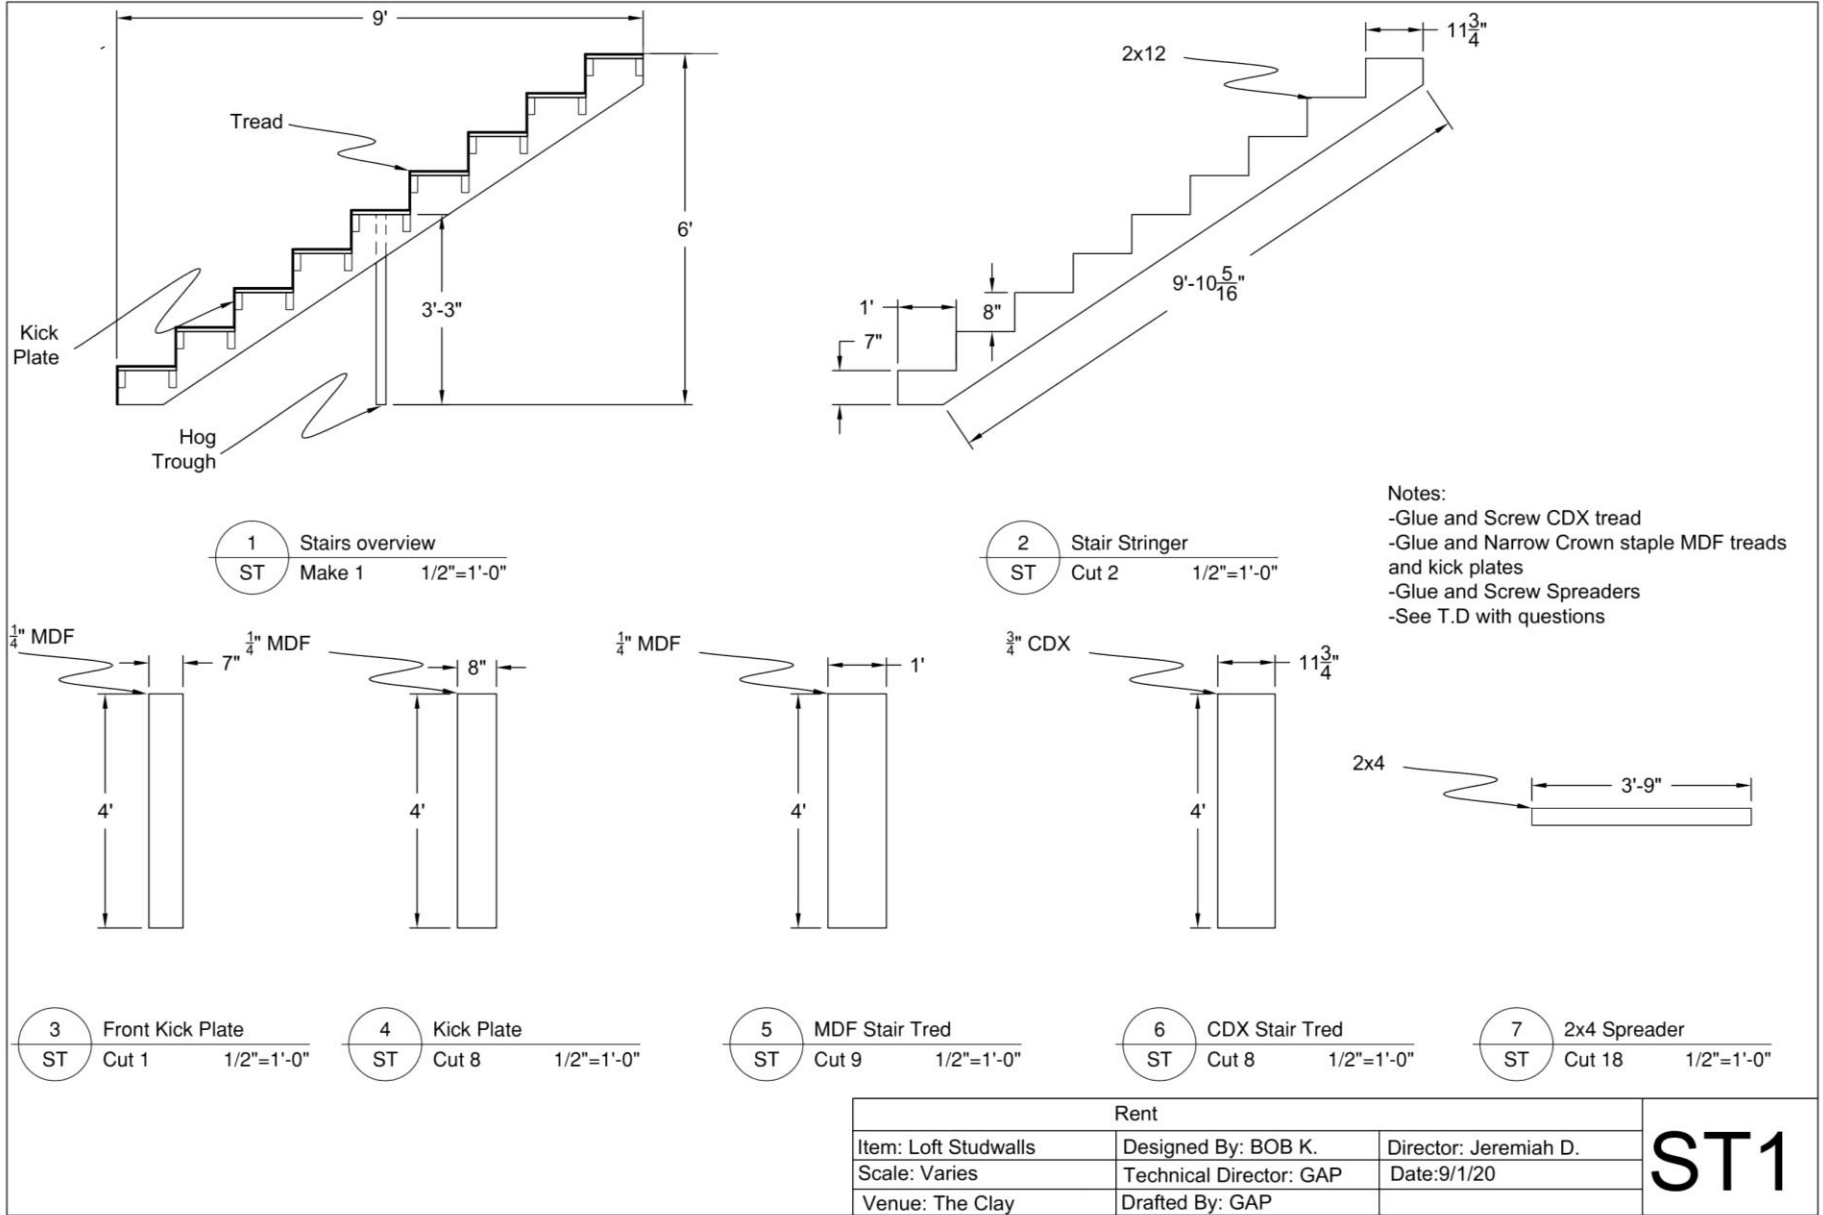 9'
Tread
6'
3'-3"
Kick
Plate
Hog
Trough
1
ST
Stairs overview
Make 1 1/2"=1'-0"
11 3/4"
2x12
9'-10 5/16"
1'
8"
7"
2
ST
Stair Stringer
Cut 2 1/2"=1'-0"
Notes:
-Glue and Screw CDX tread
-Glue and Narrow Crown staple MDF treads
and kick plates
-Glue and Screw Spreaders
-See T.D with questions
1/4" MDF
7"
4'
3
ST
Front Kick Plate
Cut 1 1/2"=1'-0"
1/4" MDF
8"
4'
4
ST
Kick Plate
Cut 8 1/2"=1'-0"
1/4" MDF
1'
4'
5
ST
MDF Stair Tred
Cut 9 1/2"=1'-0"
3/4" CDX
11 3/4"
4'
6
ST
CDX Stair Tred
Cut 8 1/2"=1'-0"
2x4
3'-9"
7
ST
2x4 Spreader
Cut 18 1/2"=1'-0"
Rent
Item: Loft Studwalls
Designed By: BOB K.
Director: Jeremiah D.
Scale: Varies
Technical Director: GAP
Date:9/1/20
Venue: The Clay
Drafted By: GAP
ST1